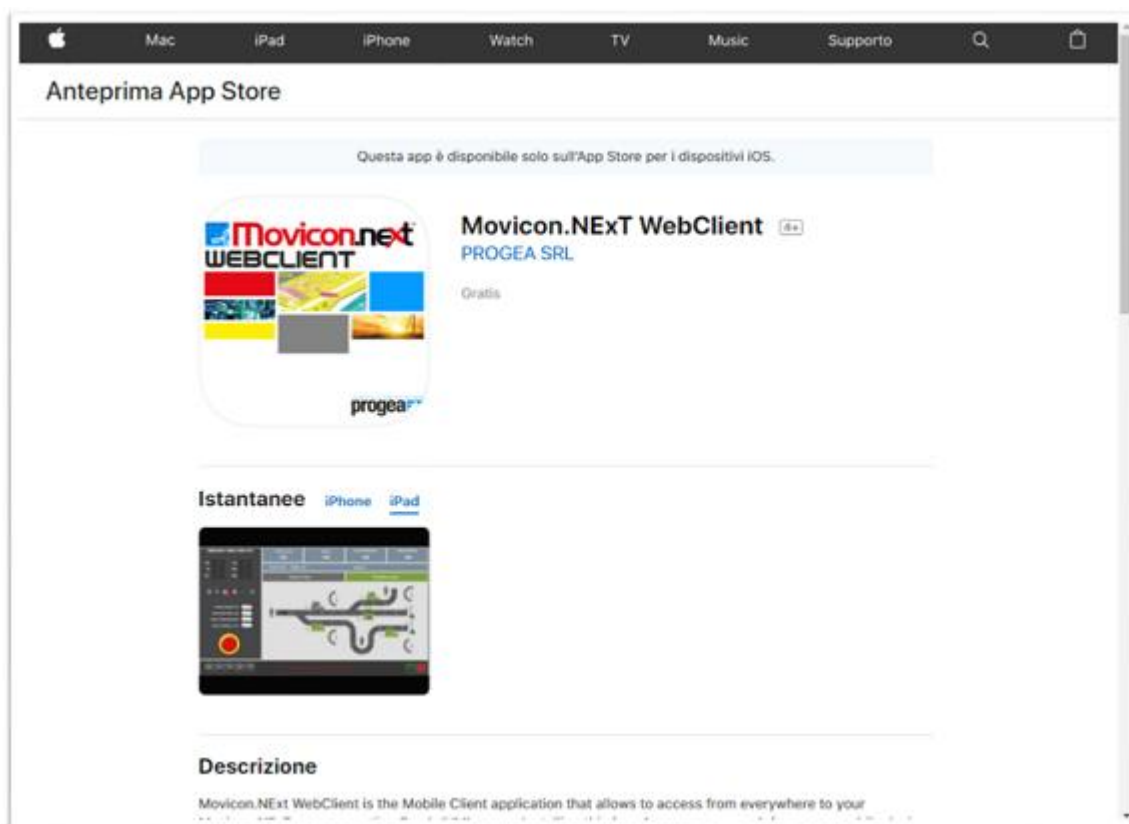 Mac iPad iPhone Watch TV Music Supporto
Anteprima App Store
Questa app è disponibile solo sull'App Store per i dispositivi iOS.
Movicon.next
WEBCLIENT
progea
Movicon.NExT WebClient 4+
PROGEA SRL
Gratis
Istantanee iPhone iPad
Descrizione
Movicon.NExt WebClient is the Mobile Client application that allows to access from everywhere to your